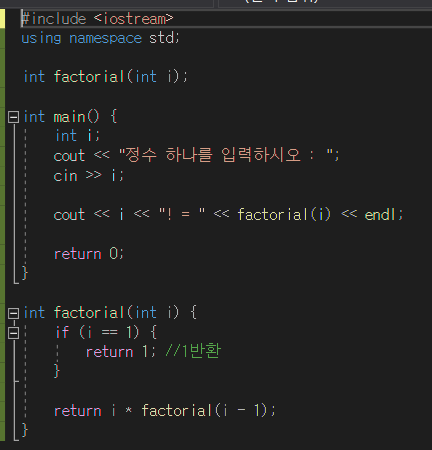 #include <iostream>
using namespace std;
int factorial(int i);
int main() {
int i;
cout << "정수 하나를 입력하시오 : ";
cin >> i;
cout << i << "! = " << factorial(i) << endl;
return 0;
}
int factorial(int i) {
if (i == 1) {
return 1; //1반환
}
return i * factorial(i - 1);
}